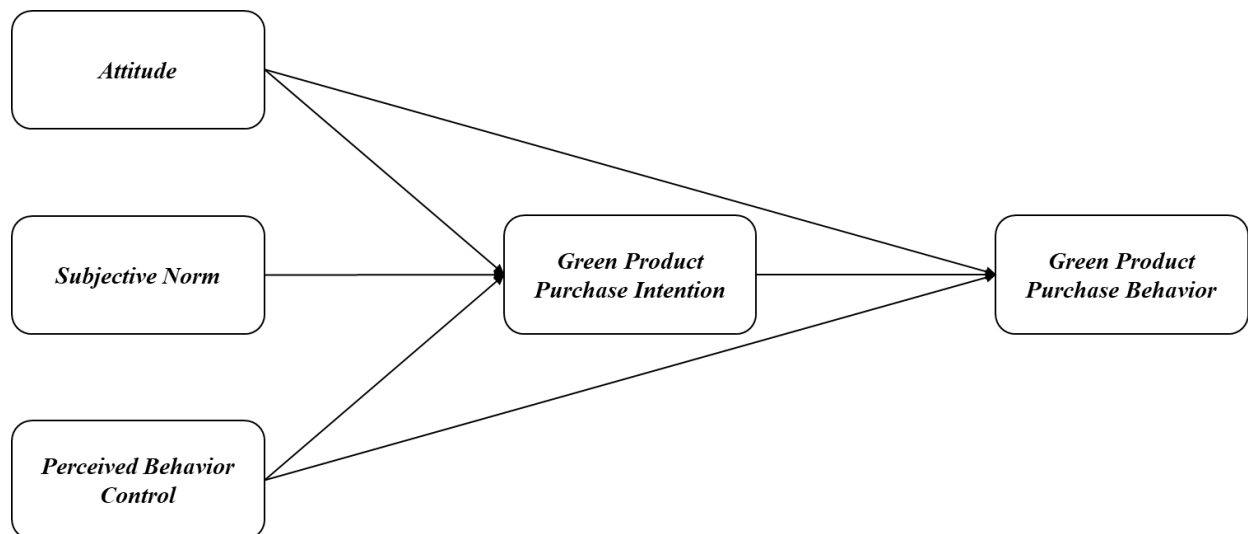 Attitude
Subjective Norm
Green Product
Purchase Intention
Green Product
Purchase Behavior
Perceived Behavior
Control